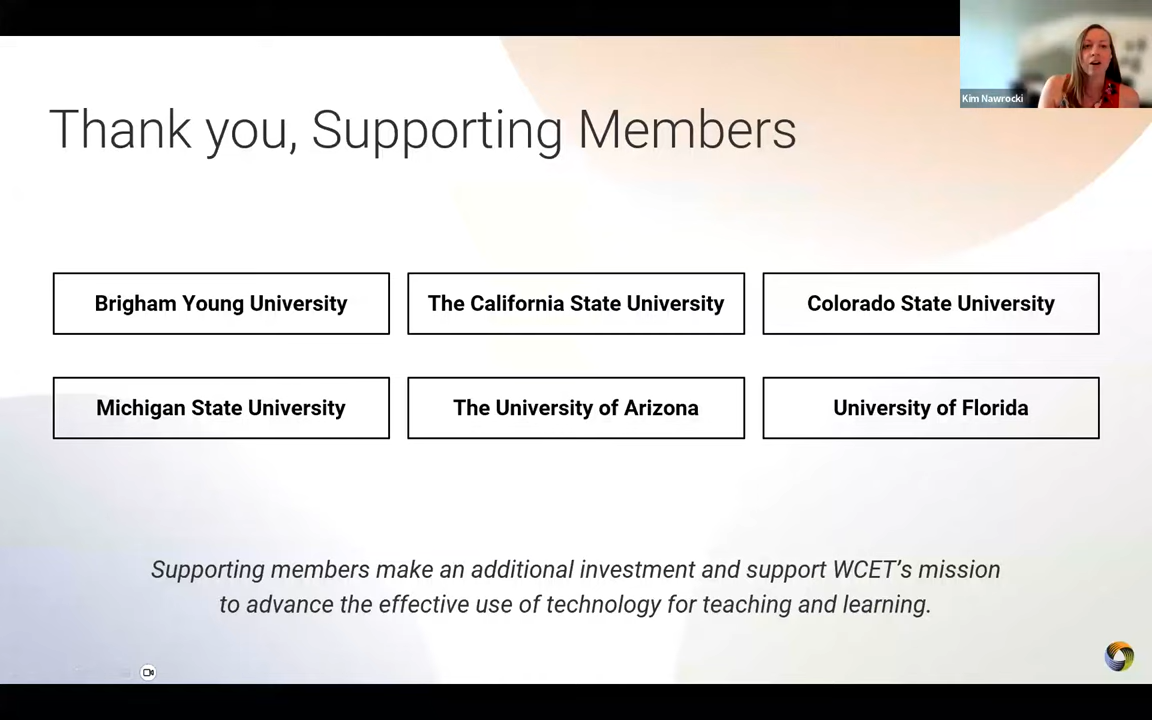 Kim Nawrocki
Thank you, Supporting Members
Brigham Young University
The California State University
Colorado State University
Michigan State University
The University of Arizona
University of Florida
Supporting members make an additional investment and support WCET’s mission
to advance the effective use of technology for teaching and learning.